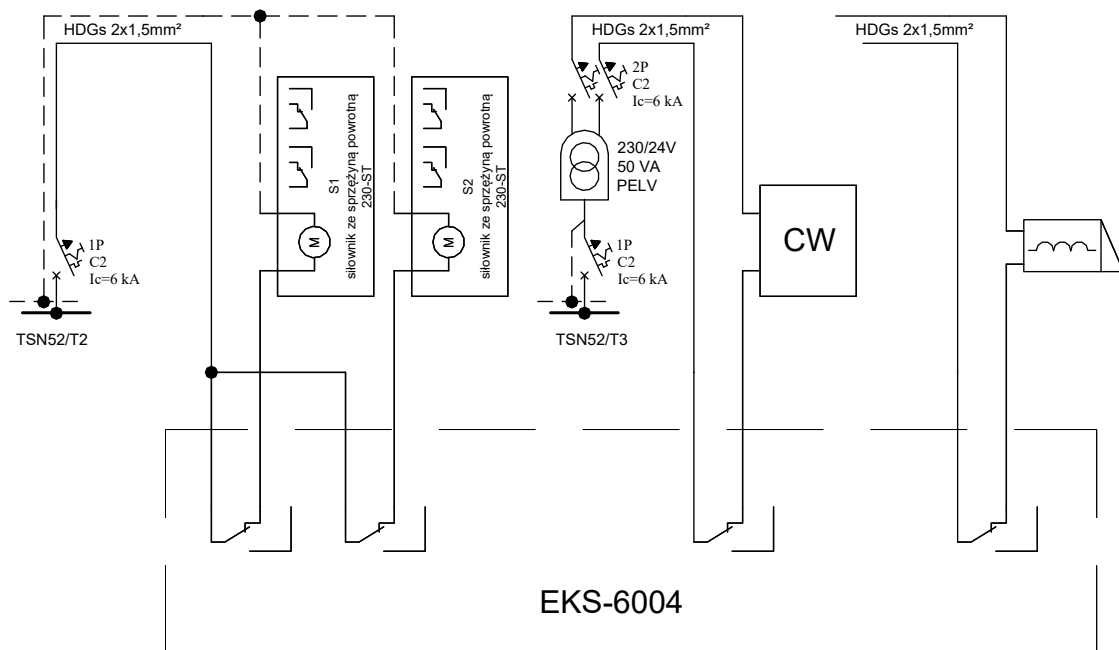 HDGs 2x1,5mm²
HDGs 2x1,5mm²
HDGs 2x1,5mm²
2P
C2
Ic=6 kA
230/24V
50 VA
PELV
S1
siłownik ze sprzężyną powrotną
230-ST
M
S2
siłownik ze sprzężyną powrotną
230-ST
M
CW
1P
C2
Ic=6 kA
1P
C2
Ic=6 kA
TSN52/T2
TSN52/T3
EKS-6004